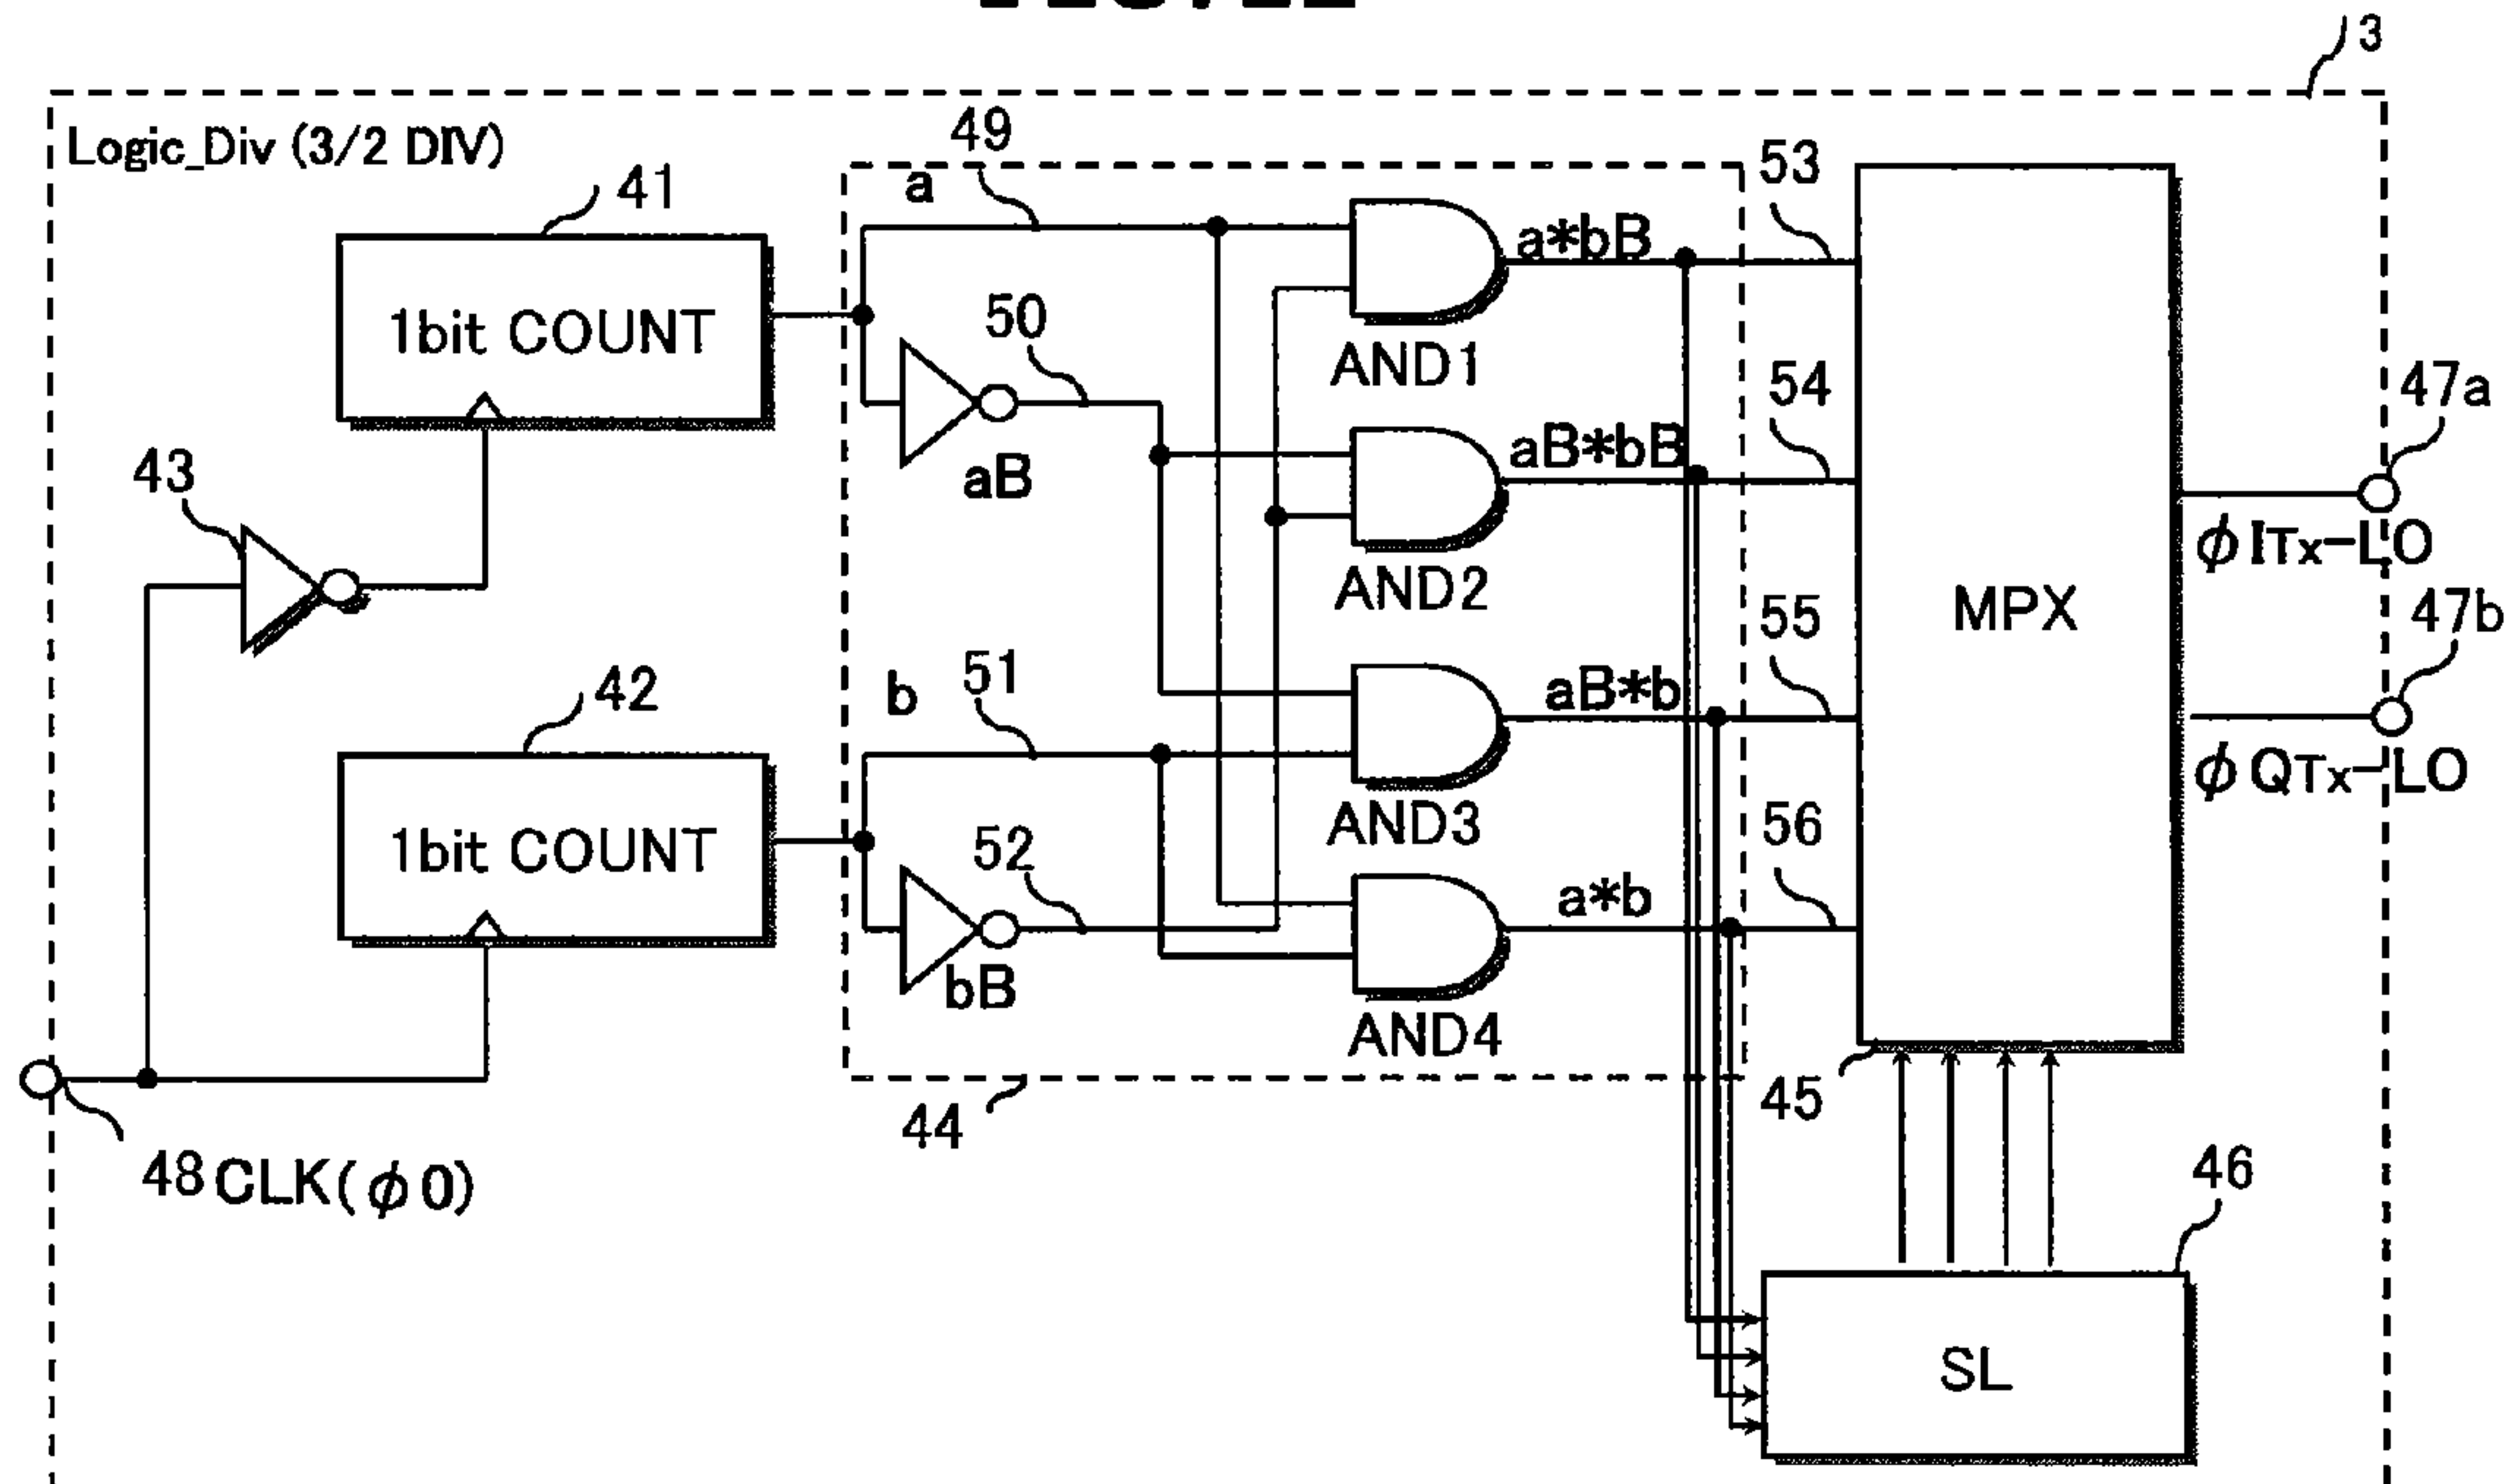 3
Logic_Div (3/2 DIV)
49
41
a
53
a*bB
1bit COUNT
50
AND1
54
47a
43
aB*bB
aB
φ ITx-LO
AND2
MPX
55
47b
42
51
b
aB*b
φ QTx-LO
AND3
56
1bit COUNT
52
a*b
bB
AND4
45
44
48 CLK(φ0)
46
SL